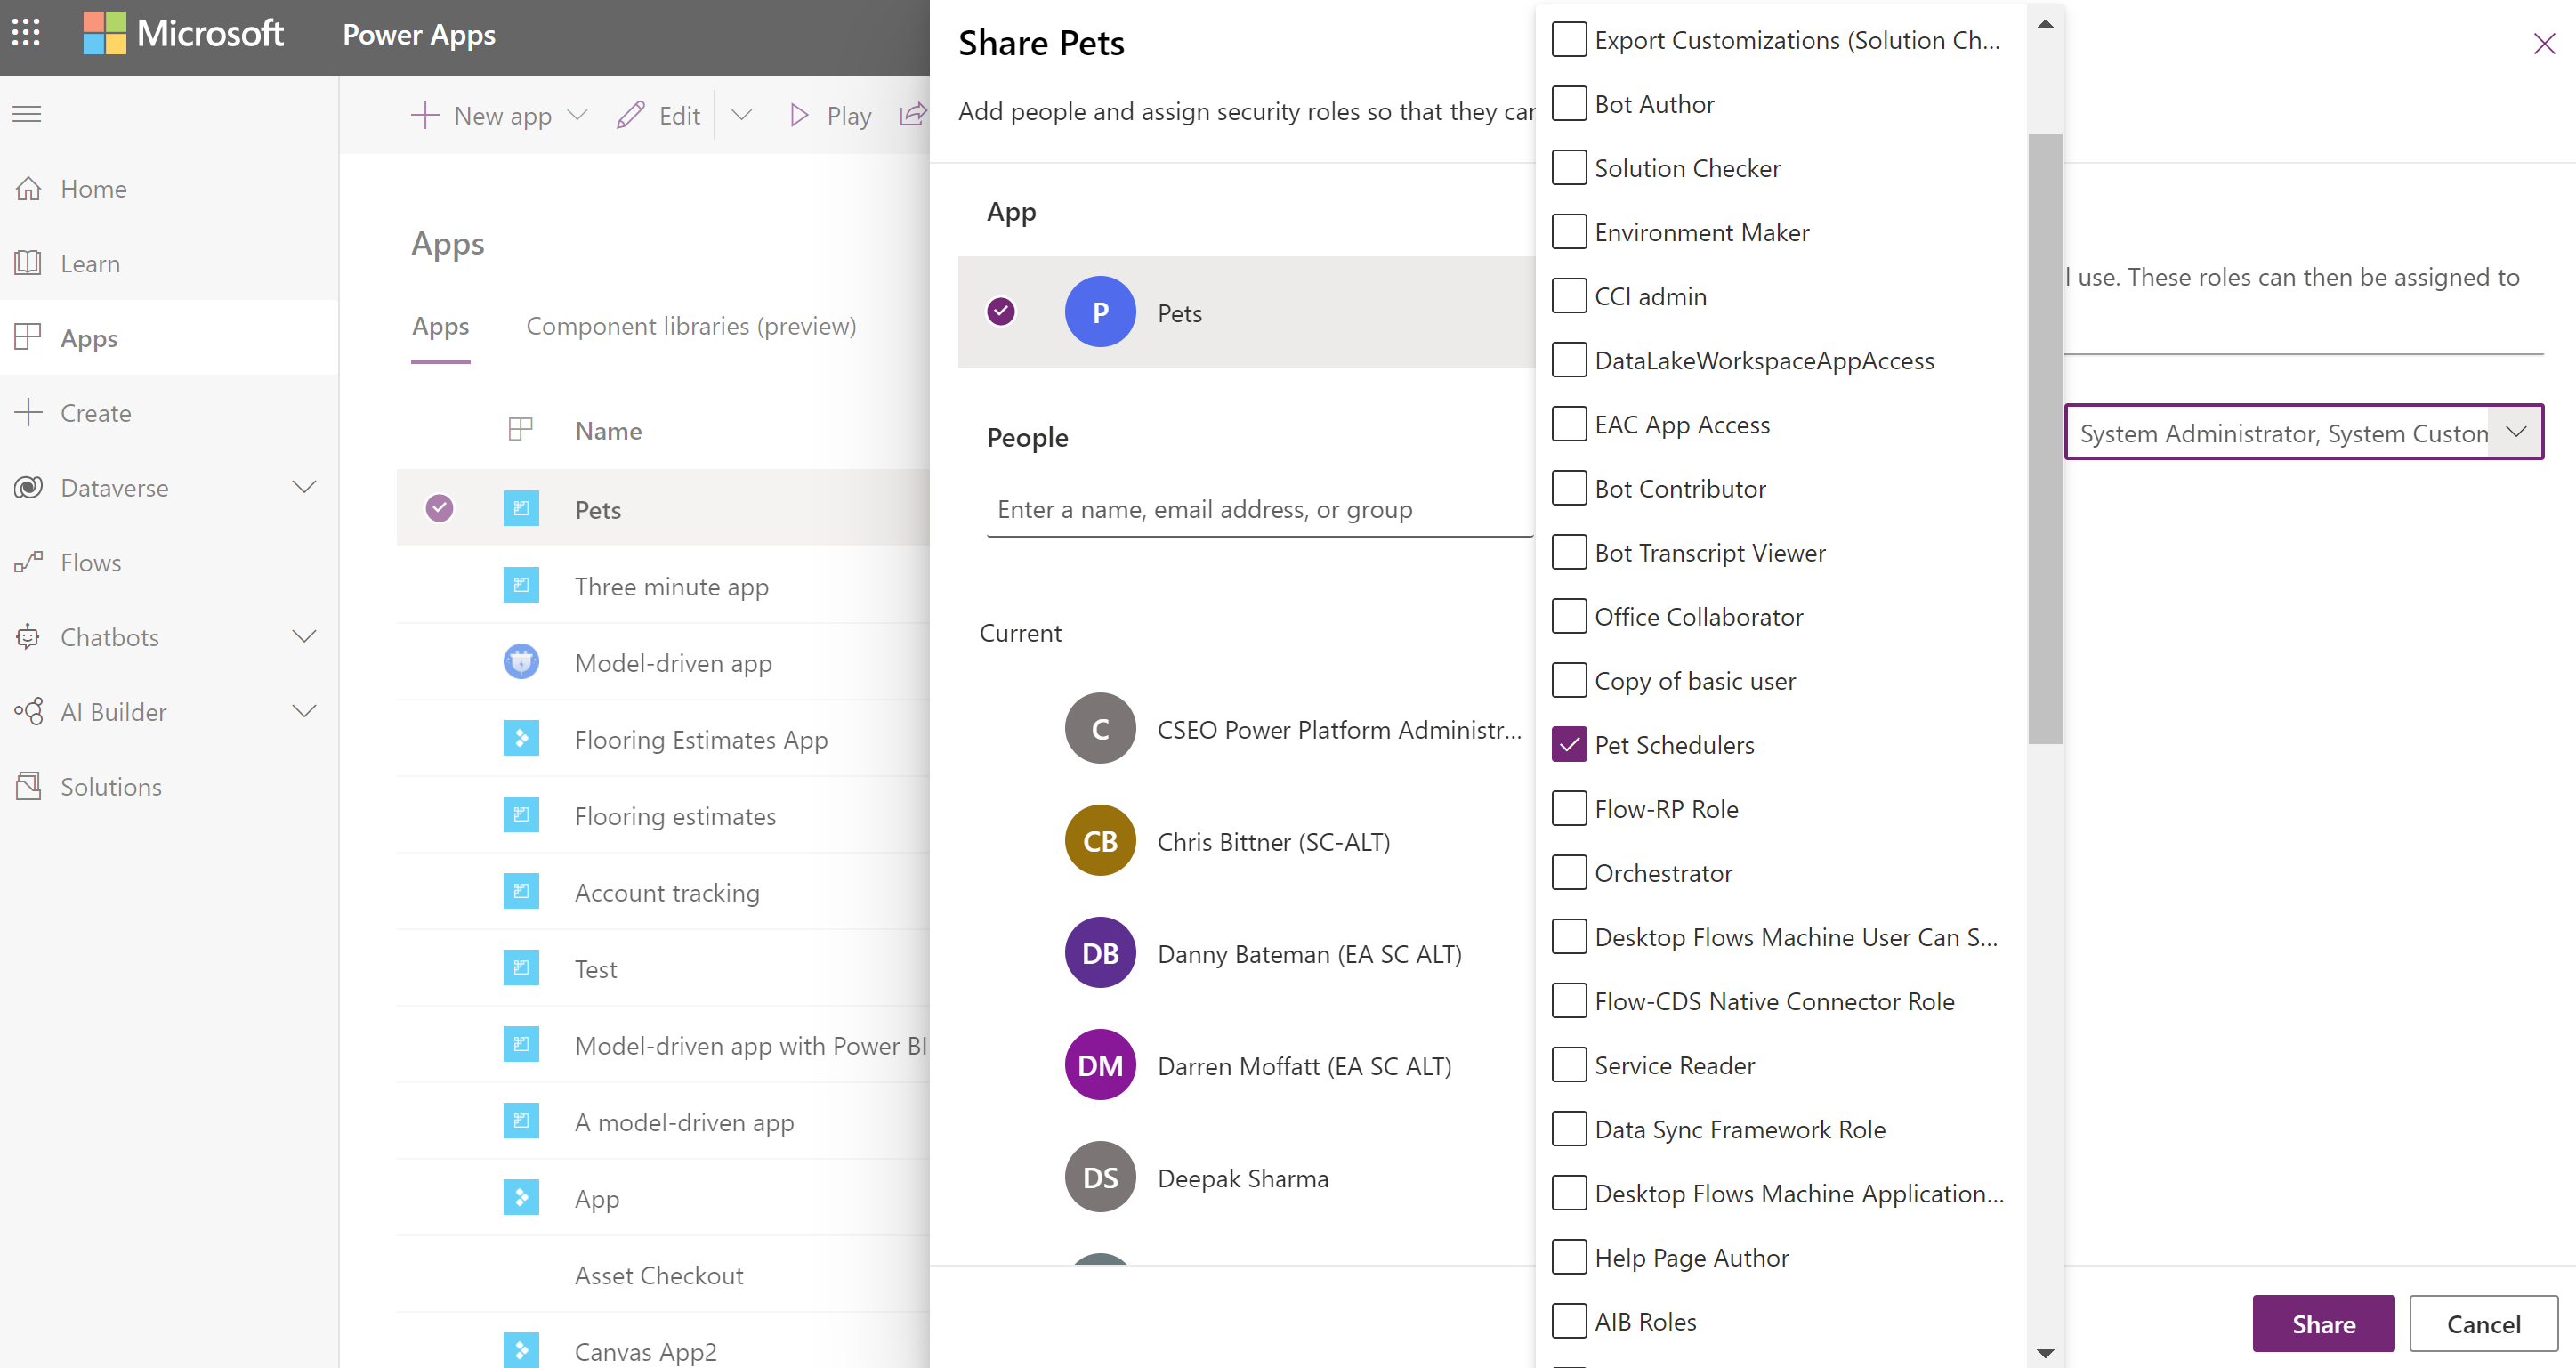 Microsoft
Power Apps
Home
Learn
Apps
Create
Dataverse
Flows
Chatbots
AI Builder
Solutions
New app
Edit
Play
Apps
Apps
Component libraries (preview)
Name
Pets
Three minute app
Model-driven app
Flooring Estimates App
Flooring estimates
Account tracking
Test
Model-driven app with Power BI
A model-driven app
App
Asset Checkout
Canvas App2
Share Pets
Add people and assign security roles so that they can
App
P
Pets
People
Enter a name, email address, or group
Current
C
CSEO Power Platform Administr...
CB
Chris Bittner (SC-ALT)
DB
Danny Bateman (EA SC ALT)
DM
Darren Moffatt (EA SC ALT)
DS
Deepak Sharma
Export Customizations (Solution Ch...
Bot Author
Solution Checker
Environment Maker
CCI admin
DataLakeWorkspaceAppAccess
EAC App Access
Bot Contributor
Bot Transcript Viewer
Office Collaborator
Copy of basic user
Pet Schedulers
Flow-RP Role
Orchestrator
Desktop Flows Machine User Can S...
Flow-CDS Native Connector Role
Service Reader
Data Sync Framework Role
Desktop Flows Machine Application...
Help Page Author
AIB Roles
l use. These roles can then be assigned to
System Administrator, System Custom
Share
Cancel